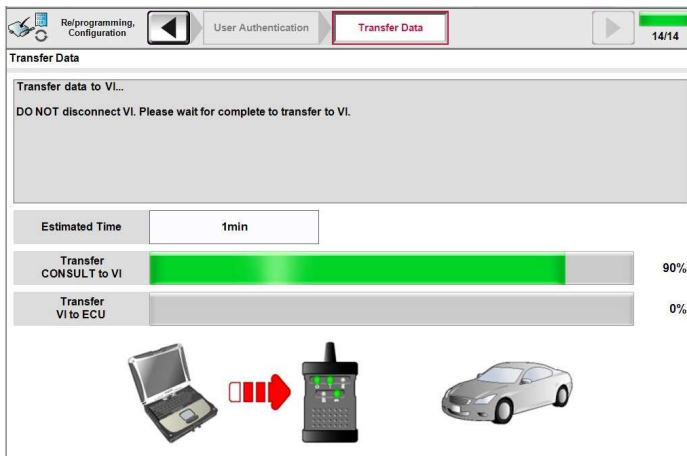 Re/programming,
Configuration
User Authentication
Transfer Data
14/14
Transfer Data
Transfer data to VI...
DO NOT disconnect VI. Please wait for complete to transfer to VI.
Estimated Time
1min
Transfer
CONSULT to VI
90%
Transfer
VI to ECU
0%